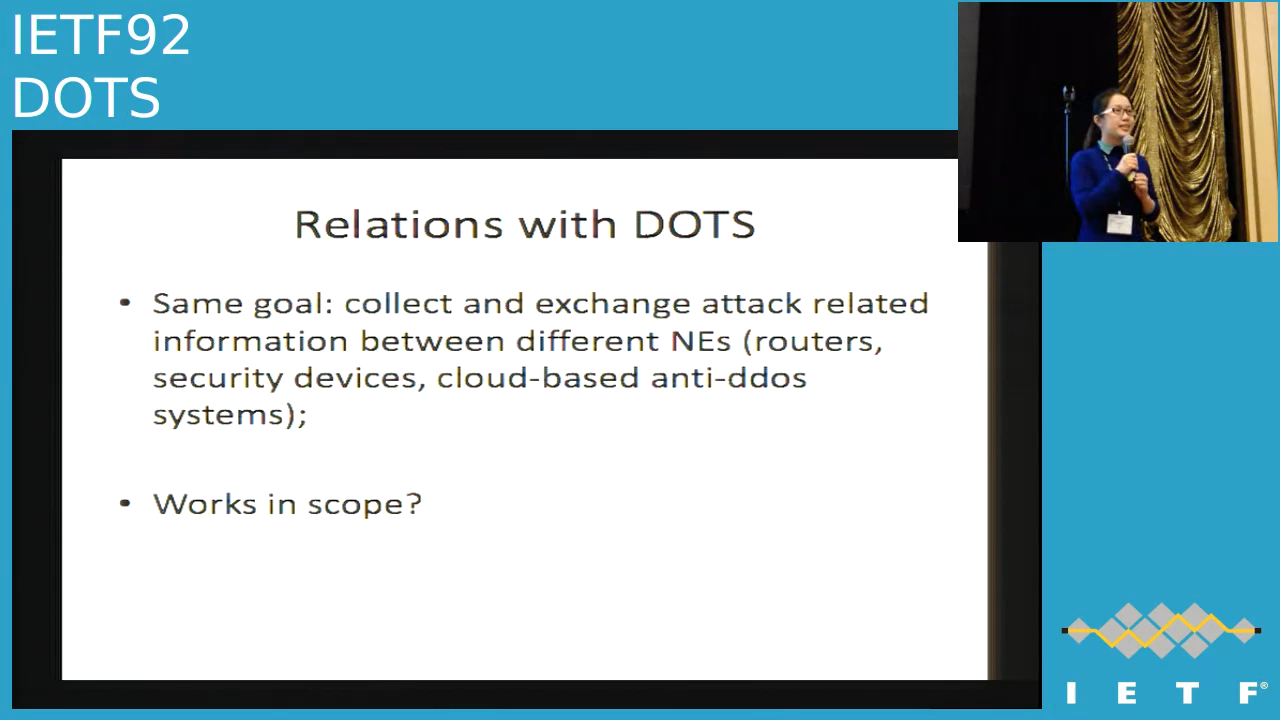 IETF92
DOTS
Relations with DOTS
• Same goal: collect and exchange attack related
information between different NEs (routers,
security devices, cloud-based anti-ddos
systems);
• Works in scope?
I E T F®